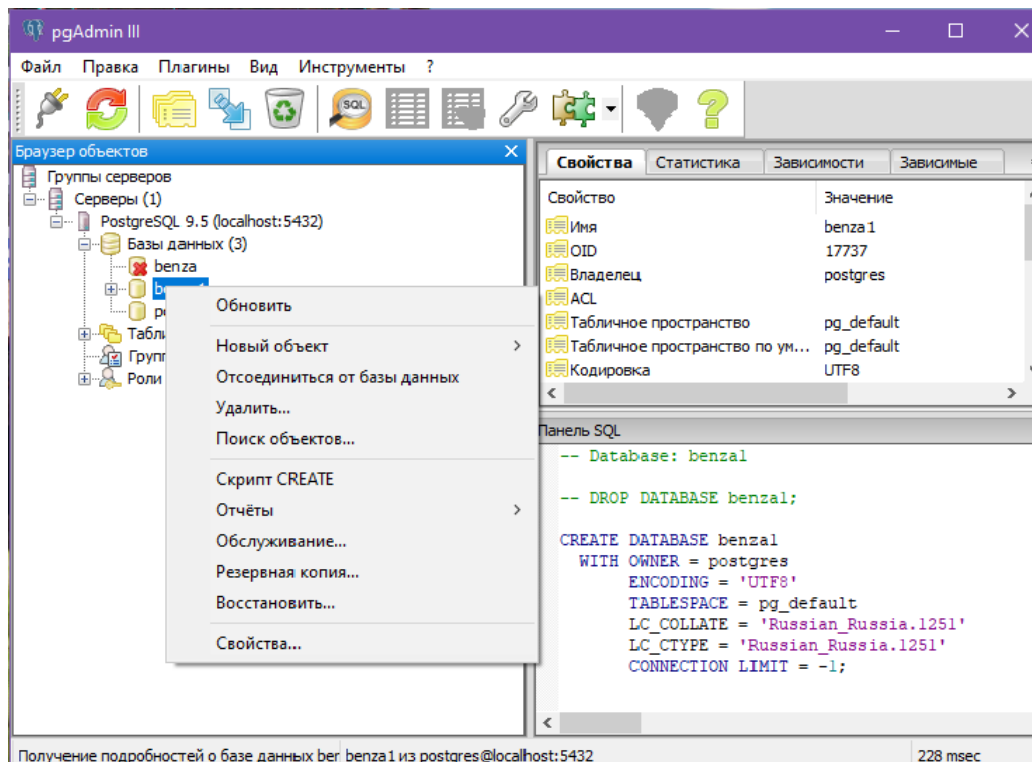 pgAdmin III
Файл Правка Плагины Вид Инструменты ?
SQL
Браузер объектов
Группы серверов
Серверы (1)
PostgreSQL 9.5 (localhost:5432)
Базы данных (3)
benza
Роли
Обновить
Новый объект
Отсоединиться от базы данных
Удалить...
Поиск объектов...
Скрипт CREATE
Отчёты
Обслуживание...
Резервная копия...
Восстановить...
Свойства...
Свойства Статистика Зависимости Зависимые
Свойство Значение
Имя benza1
OID 17737
Владелец postgres
ACL
Табличное пространство pg_default
Табличное пространство по ум... pg_default
Кодировка UTF8
Панель SQL
-- Database: benza1
-- DROP DATABASE benza1;
CREATE DATABASE benza1
WITH OWNER = postgres
ENCODING = 'UTF8'
TABLESPACE = pg_default
LC_COLLATE = 'Russian_Russia.1251'
LC_CTYPE = 'Russian_Russia.1251'
CONNECTION LIMIT = -1;
Получение подробностей о базе данных ber benza1 из postgres@localhost:5432 228 msec